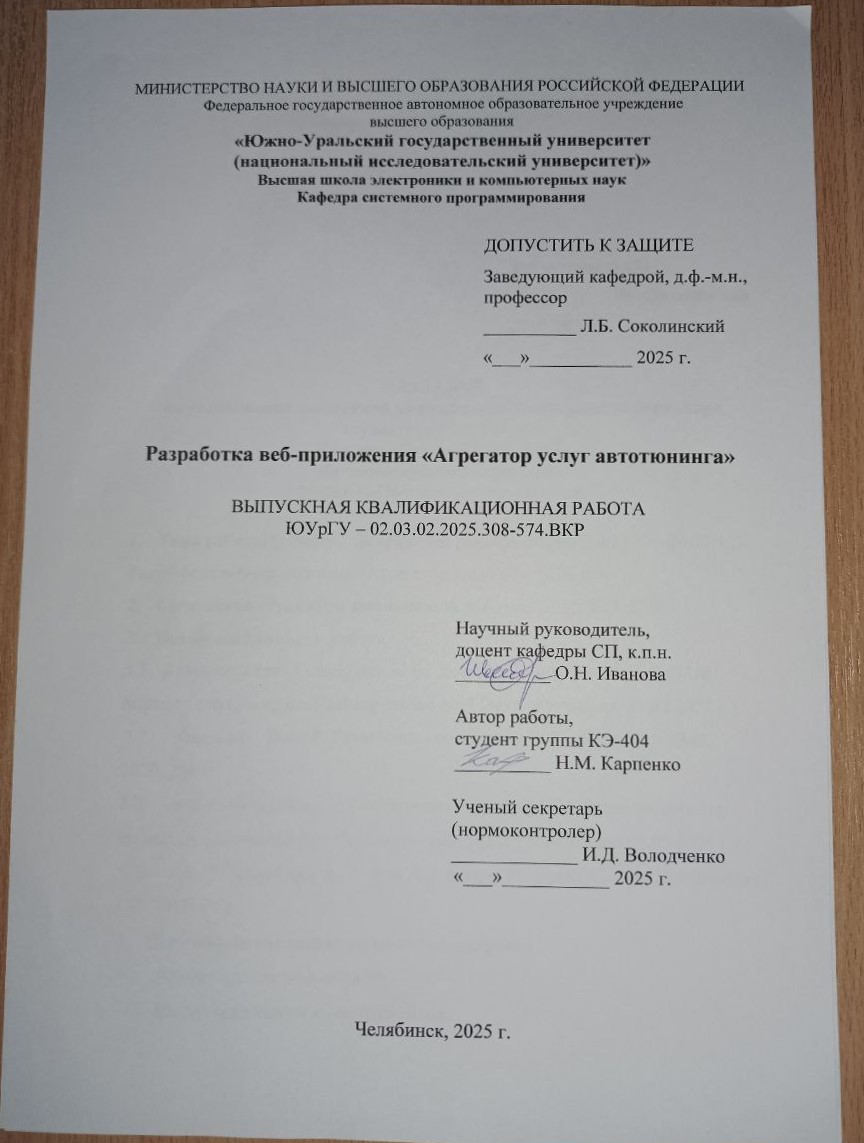 МИНИСТЕРСТВО НАУКИ И ВЫСШЕГО ОБРАЗОВАНИЯ РОССИЙСКОЙ ФЕДЕРАЦИИ
Федеральное государственное автономное образовательное учреждение
высшего образования
«Южно-Уральский государственный университет
(национальный исследовательский университет)»
Высшая школа электроники и компьютерных наук
Кафедра системного программирования
ДОПУСТИТЬ К ЗАЩИТЕ
Заведующий кафедрой, д.ф.-м.н.,
профессор
__________ Л.Б. Соколинский
«___»___________ 2025 г.
Разработка веб-приложения «Агрегатор услуг автотюнинга»
ВЫПУСКНАЯ КВАЛИФИКАЦИОННАЯ РАБОТА
ЮУрГУ – 02.03.02.2025.308-574.ВКР
Научный руководитель,
доцент кафедры СП, к.п.н.
__________ О.Н. Иванова
Автор работы,
студент группы КЭ-404
__________ Н.М. Карпенко
Ученый секретарь
(нормоконтролер)
_____________ И.Д. Володченко
«___»___________ 2025 г.
Челябинск, 2025 г.